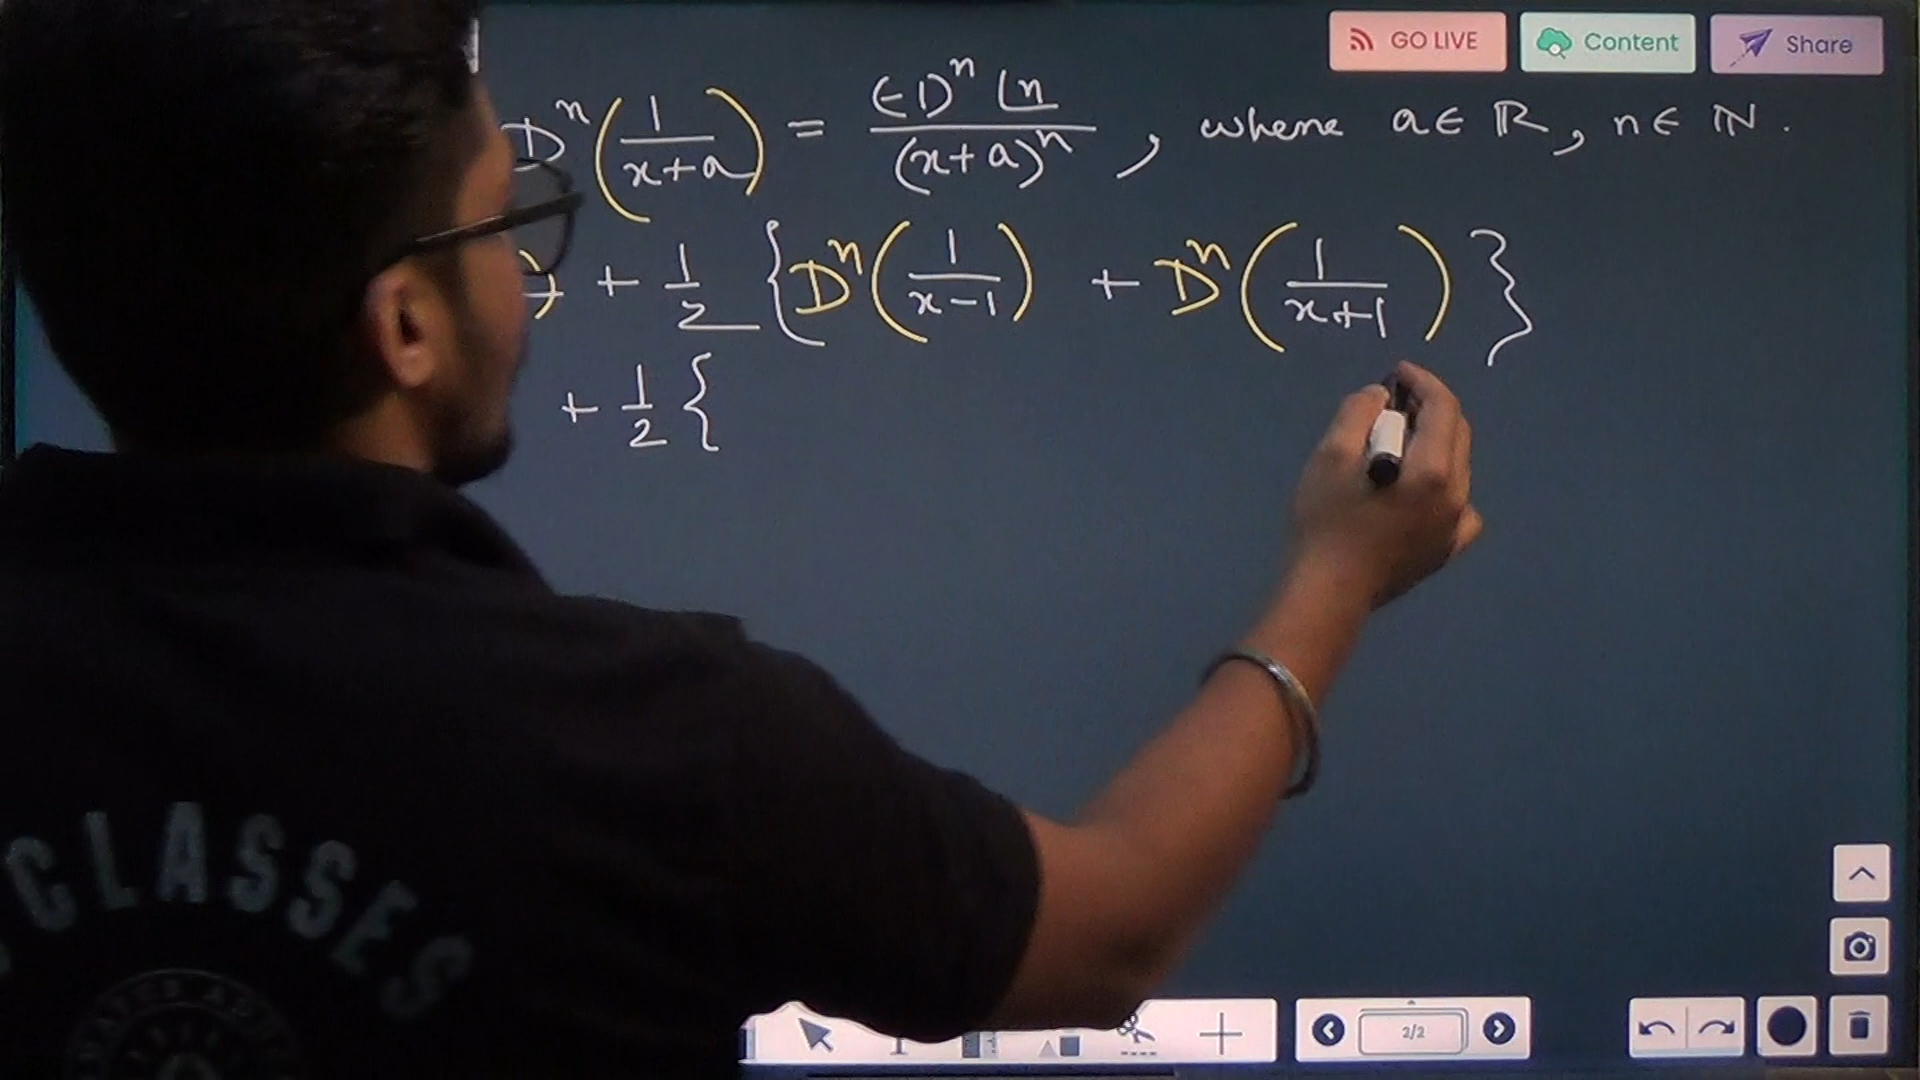 GO LIVE Content Share
Dⁿ(1/(x+a)) = (-1)ⁿ ⌊n / (x+a)ⁿ , where a ∈ ℝ, n ∈ ℕ.
) + 1/2 { Dⁿ(1/(x-1)) + Dⁿ(1/(x+1)) }
+ 1/2 {
CLASSES
2/2